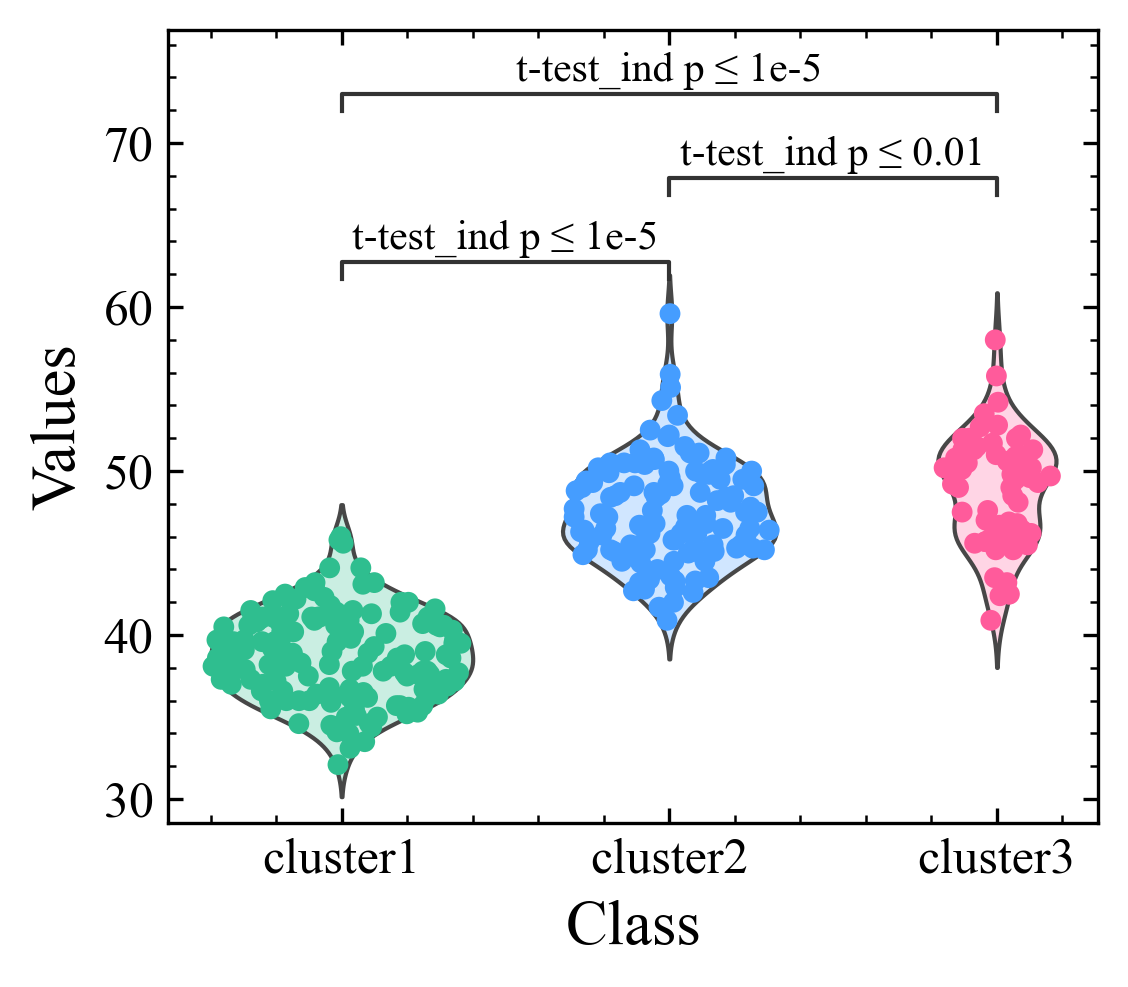 t-test_ind p ≤ 1e-5
t-test_ind p ≤ 0.01
t-test_ind p ≤ 1e-5
Values
70
60
50
40
30
cluster1 cluster2 cluster3
Class